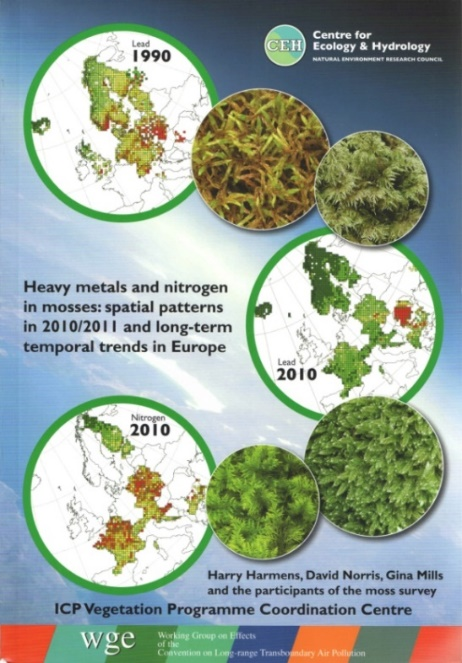 Lead
1990
CEH
Centre for
Ecology & Hydrology
NATURAL ENVIRONMENT RESEARCH COUNCIL
Heavy metals and nitrogen
in mosses: spatial patterns
in 2010/2011 and long-term
temporal trends in Europe
Lead
2010
Nitrogen
2010
Harry Harmens, David Norris, Gina Mills
and the participants of the moss survey
ICP Vegetation Programme Coordination Centre
wge
Working Group on Effects
of the
Convention on Long-range Transboundary Air Pollution